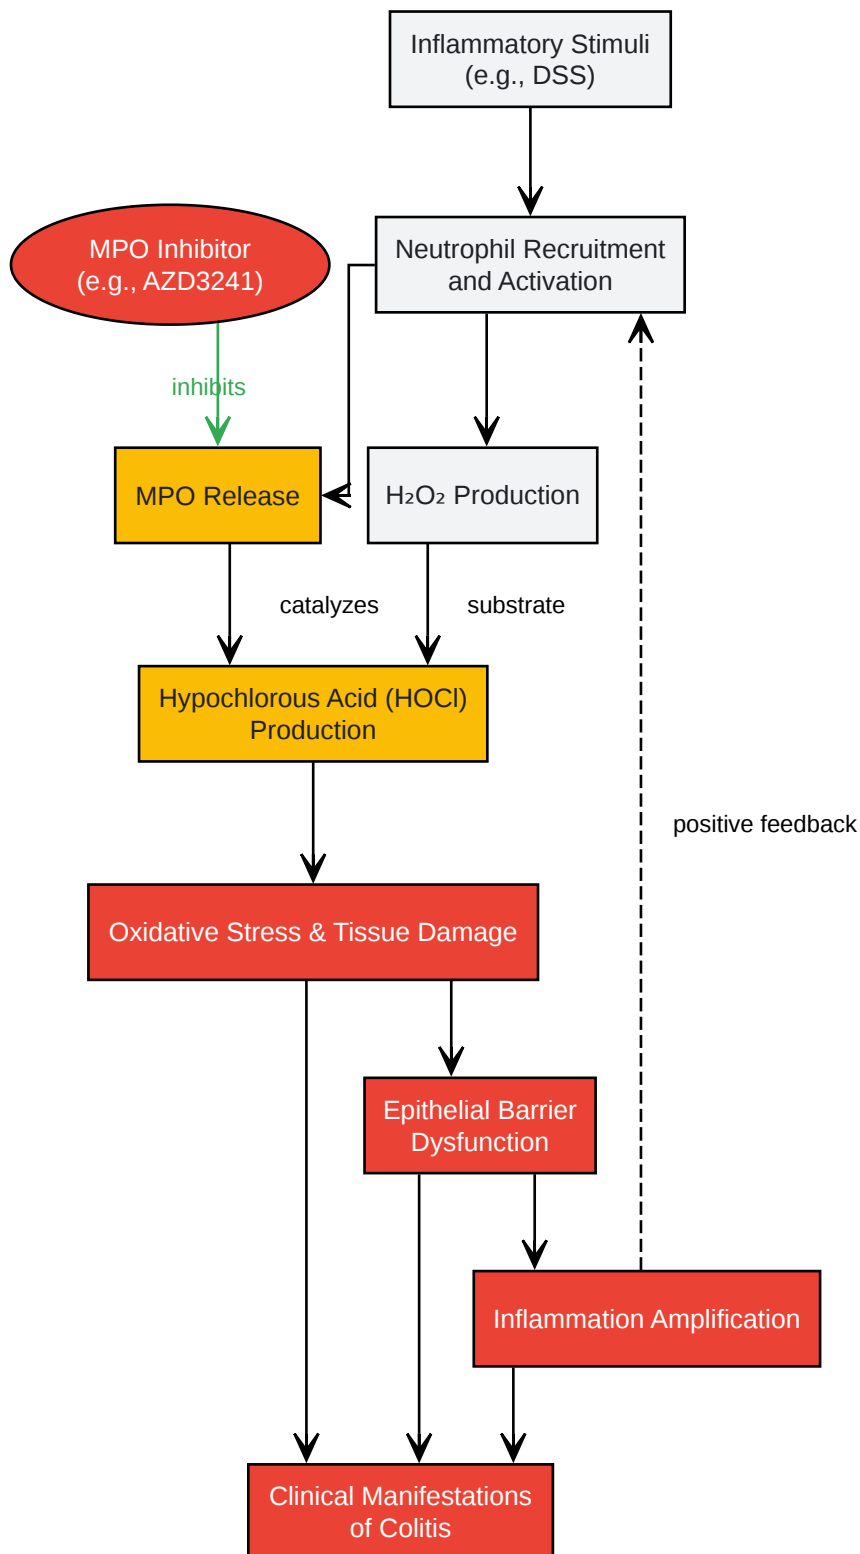 Inflammatory Stimuli
(e.g., DSS)
MPO Inhibitor
(e.g., AZD3241)
Neutrophil Recruitment
and Activation
inhibits
MPO Release
H₂O₂ Production
catalyzes
substrate
Hypochlorous Acid (HOCl)
Production
positive feedback
Oxidative Stress & Tissue Damage
Epithelial Barrier
Dysfunction
Inflammation Amplification
Clinical Manifestations
of Colitis